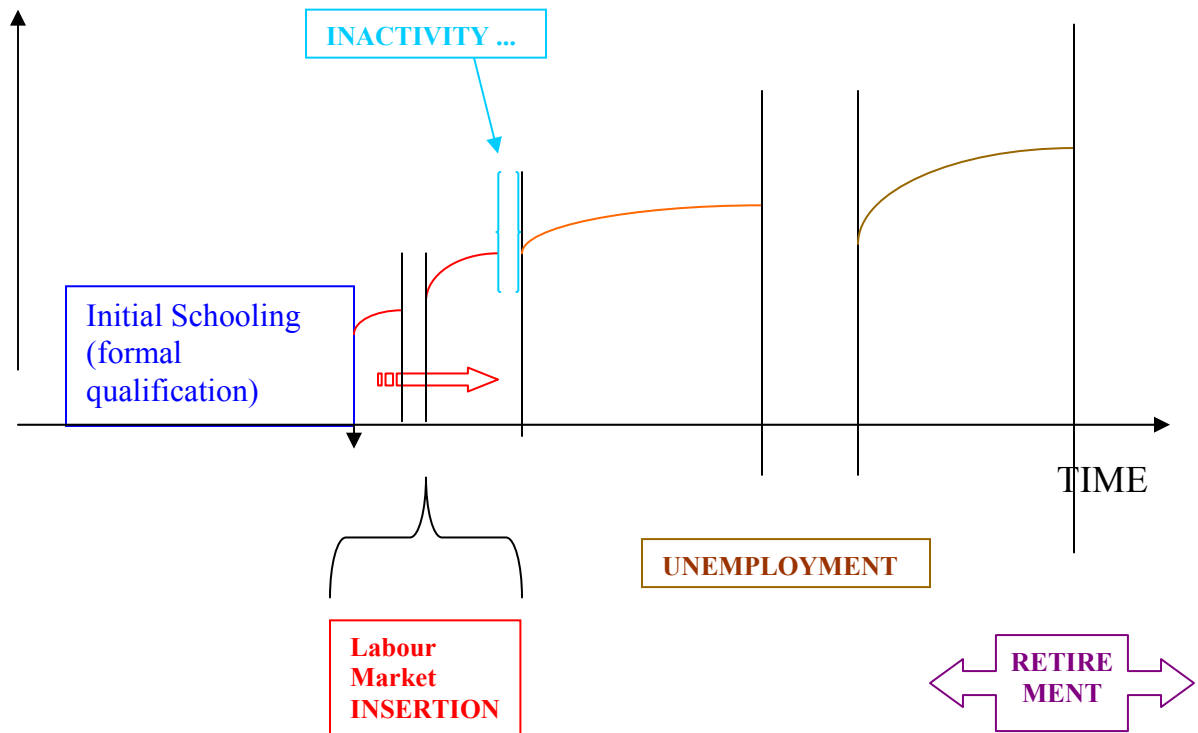 INACTIVITY ...
Initial Schooling
(formal
qualification)
TIME
UNEMPLOYMENT
Labour
Market
INSERTION
RETIRE
MENT